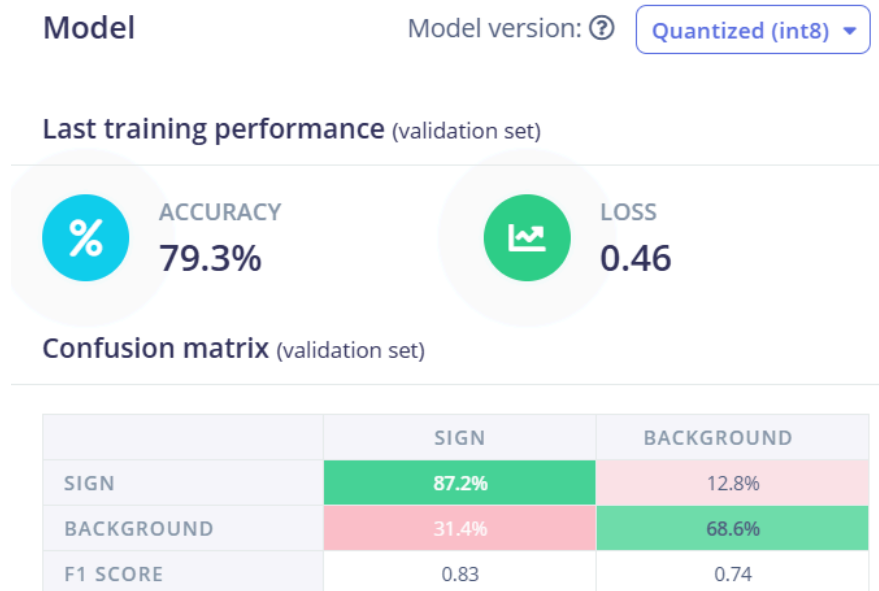 Model
Model version: ? Quantized (int8)
Last training performance (validation set)
% ACCURACY
79.3%
LOSS
0.46
Confusion matrix (validation set)
SIGN BACKGROUND
SIGN 87.2% 12.8%
BACKGROUND 31.4% 68.6%
F1 SCORE 0.83 0.74